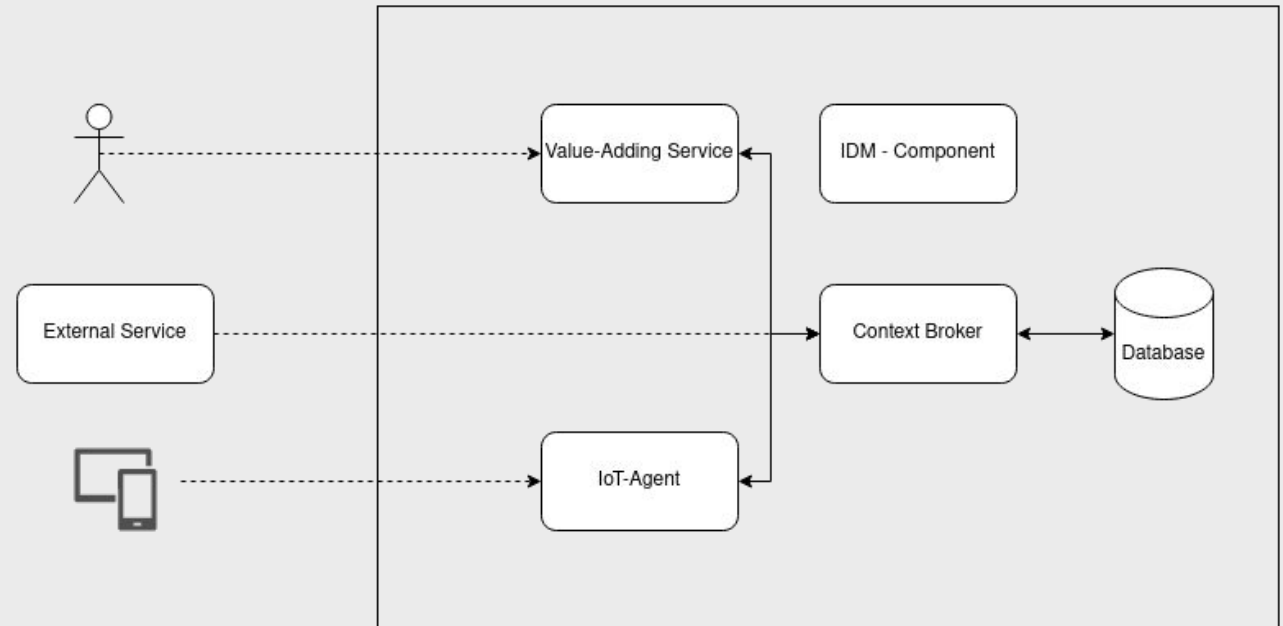 Value-Adding Service
IDM - Component
External Service
Context Broker
Database
IoT-Agent